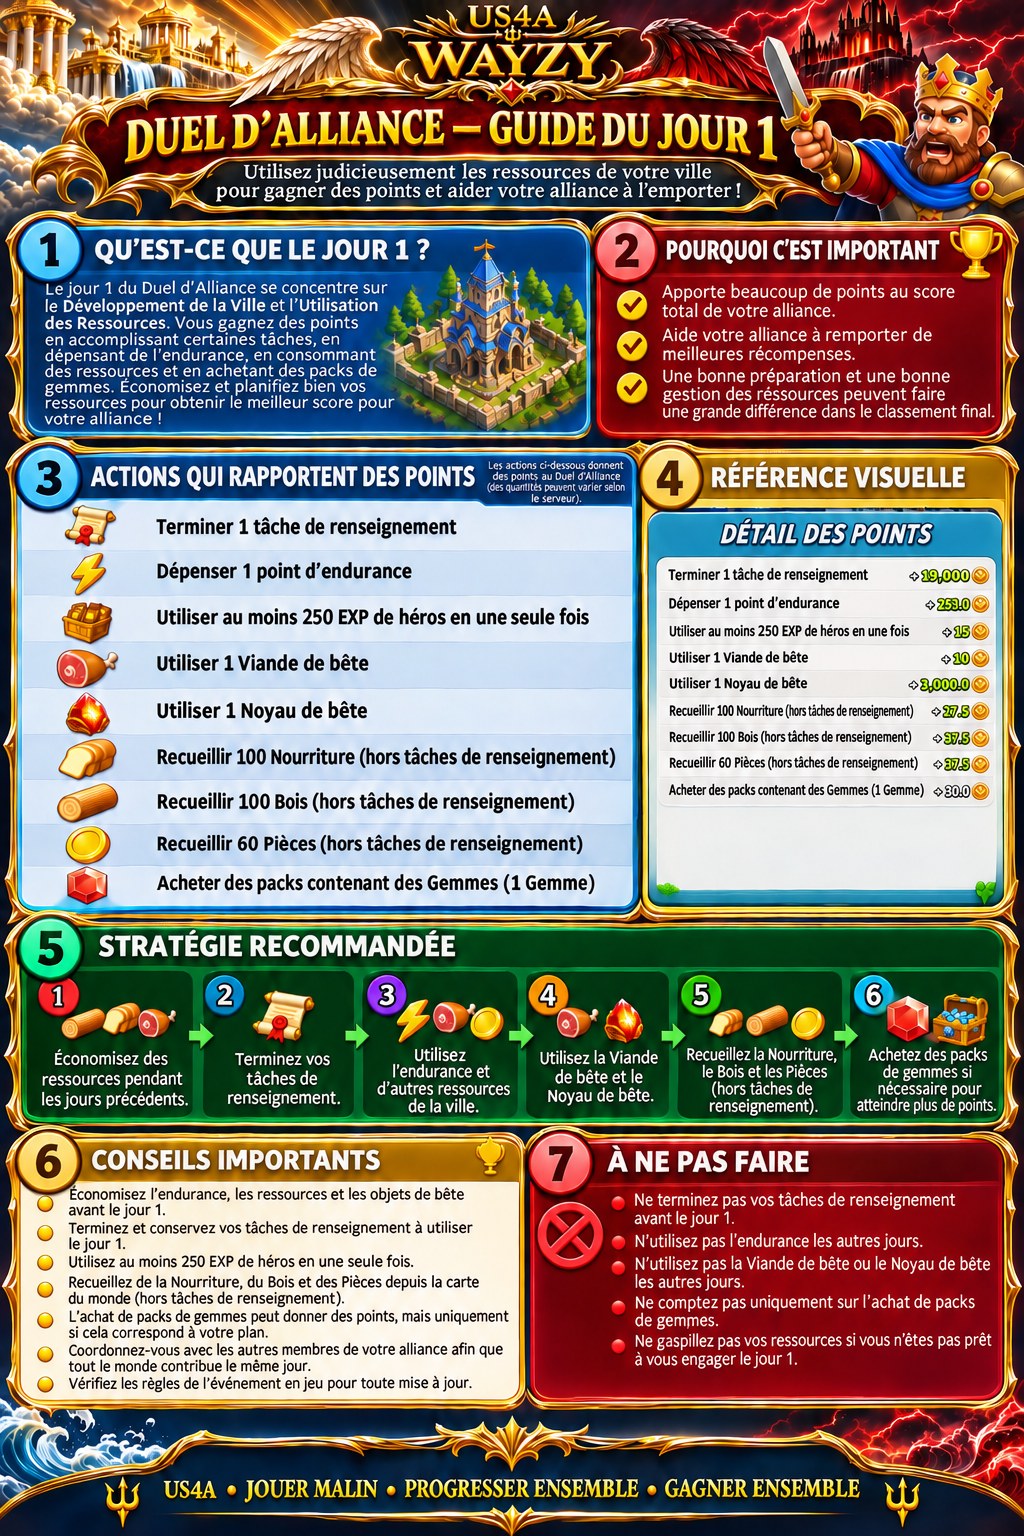 US4A
WAYZY
DUEL D'ALLIANCE – GUIDE DU JOUR 1
Utilisez judicieusement les ressources de votre ville
pour gagner des points et aider votre alliance à l'emporter !
1 QU'EST-CE QUE LE JOUR 1 ?
Le jour 1 du Duel d'Alliance se concentre sur
le Développement de la Ville et l'Utilisation
des Ressources. Vous gagnez des points
en accomplissant certaines tâches, en
dépensant de l'endurance, en consommant
des ressources et en achetant des packs de
gemmes. Économisez et planifiez bien vos
ressources pour obtenir le meilleur score pour
votre alliance !
2 POURQUOI C'EST IMPORTANT
Apporte beaucoup de points au score
total de votre alliance.
Aide votre alliance à remporter de
meilleures récompenses.
Une bonne préparation et une bonne
gestion des ressources peuvent faire
une grande différence dans le classement final.
3 ACTIONS QUI RAPPORTENT DES POINTS
Les actions ci-dessous donnent
des points au Duel d'Alliance
(des quantités peuvent varier selon
le serveur).
Terminer 1 tâche de renseignement
Dépenser 1 point d'endurance
Utiliser au moins 250 EXP de héros en une seule fois
Utiliser 1 Viande de bête
Utiliser 1 Noyau de bête
Recueillir 100 Nourriture (hors tâches de renseignement)
Recueillir 100 Bois (hors tâches de renseignement)
Recueillir 60 Pièces (hors tâches de renseignement)
Acheter des packs contenant des Gemmes (1 Gemme)
4 RÉFÉRENCE VISUELLE
DÉTAIL DES POINTS
Terminer 1 tâche de renseignement +19,000
Dépenser 1 point d'endurance +253.0
Utiliser au moins 250 EXP de héros en une fois +15
Utiliser 1 Viande de bête +10
Utiliser 1 Noyau de bête +3,000.0
Recueillir 100 Nourriture (hors tâches de renseignement) +27.5
Recueillir 100 Bois (hors tâches de renseignement) +37.5
Recueillir 60 Pièces (hors tâches de renseignement) +37.5
Acheter des packs contenant des Gemmes (1 Gemme) +30.0
5 STRATÉGIE RECOMMANDÉE
1
Économisez des
ressources pendant
les jours précédents.
2
Terminez vos
tâches de
renseignement.
3
Utilisez
l'endurance et
d'autres ressources
de la ville.
4
Utilisez la Viande
de bête et le
Noyau de bête.
5
Recueillez la Nourriture,
le Bois et les Pièces
(hors tâches de
renseignement).
6
Achetez des packs
de gemmes si
nécessaire pour
atteindre plus de points.
6 CONSEILS IMPORTANTS
Économisez l'endurance, les ressources et les objets de bête
avant le jour 1.
Terminez et conservez vos tâches de renseignement à utiliser
le jour 1.
Utilisez au moins 250 EXP de héros en une seule fois.
Recueillez de la Nourriture, du Bois et des Pièces depuis la carte
du monde (hors tâches de renseignement).
L'achat de packs de gemmes peut donner des points, mais uniquement
si cela correspond à votre plan.
Coordonnez-vous avec les autres membres de votre alliance afin que
tout le monde contribue le même jour.
Vérifiez les règles de l'événement en jeu pour toute mise à jour.
7 À NE PAS FAIRE
Ne terminez pas vos tâches de renseignement
avant le jour 1.
N'utilisez pas l'endurance les autres jours.
N'utilisez pas la Viande de bête ou le Noyau de bête
les autres jours.
Ne comptez pas uniquement sur l'achat de packs
de gemmes.
Ne gaspillez pas vos ressources si vous n'êtes pas prêt
à vous engager le jour 1.
US4A • JOUER MALIN • PROGRESSER ENSEMBLE • GAGNER ENSEMBLE